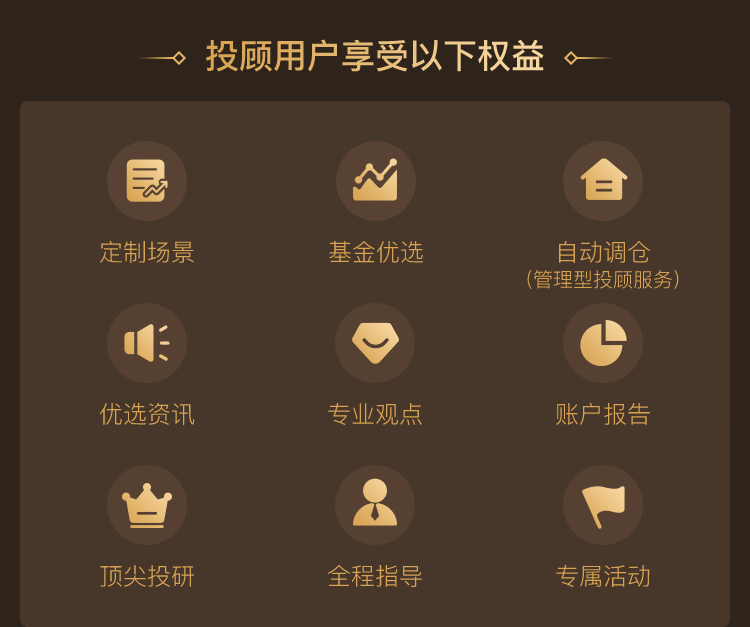 投顾用户享受以下权益
定制场景
基金优选
自动调仓
(管理型投顾服务)
优选资讯
专业观点
账户报告
顶尖投研
全程指导
专属活动